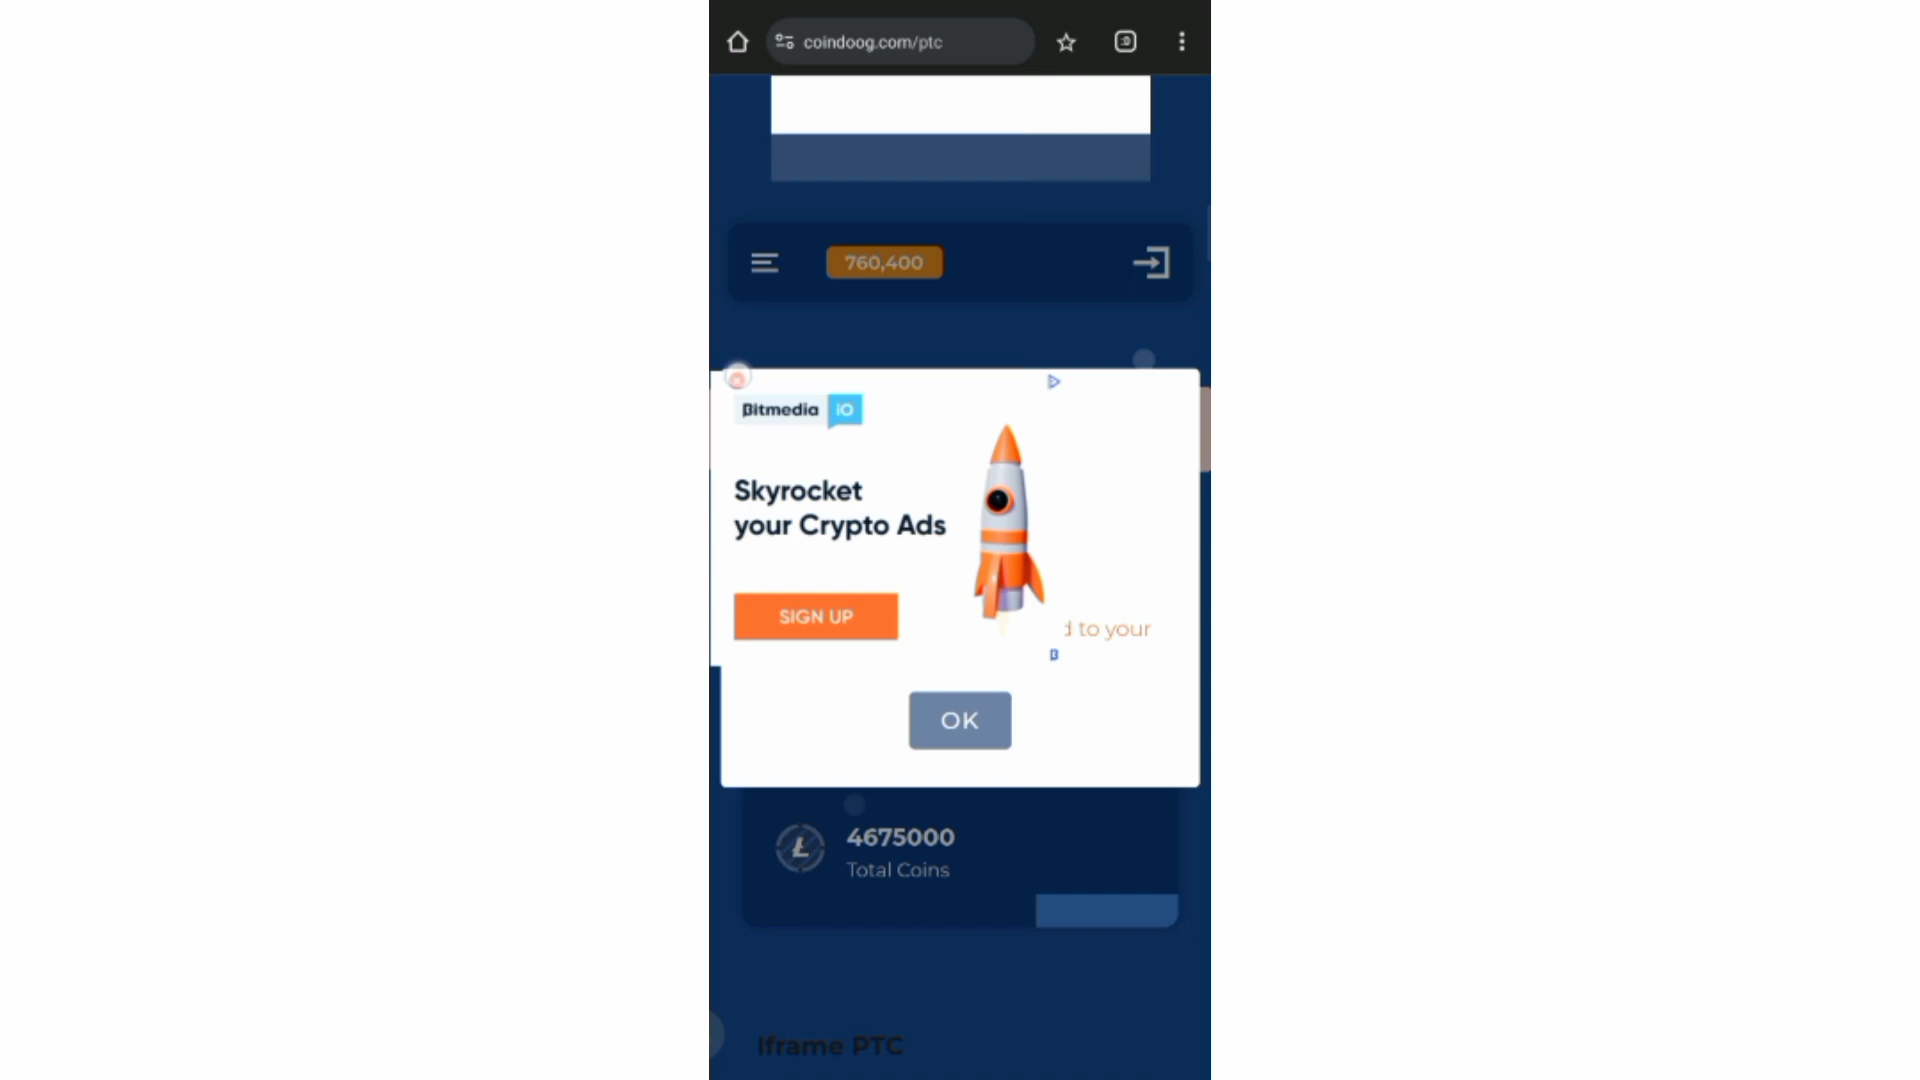 coindoog.com/ptc
760,400
Bitmedia iO
Skyrocket
your Crypto Ads
SIGN UP
to your
OK
4675000
Total Coins
Iframe PTC